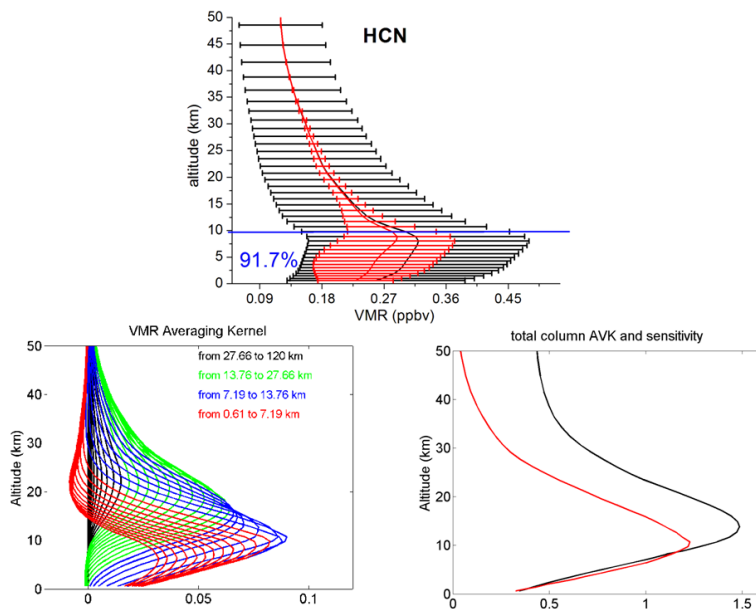 HCN
50
45
40
35
30
25
20
15
10
5
0
altitude (km)
91.7%
0.09 0.18 0.27 0.36 0.45
VMR (ppbv)
VMR Averaging Kernel
50
40
30
20
10
0
Altitude (km)
from 27.66 to 120 km
from 13.76 to 27.66 km
from 7.19 to 13.76 km
from 0.61 to 7.19 km
0 0.05 0.1
total column AVK and sensitivity
50
40
30
20
10
0
Altitude (km)
0 0.5 1 1.5